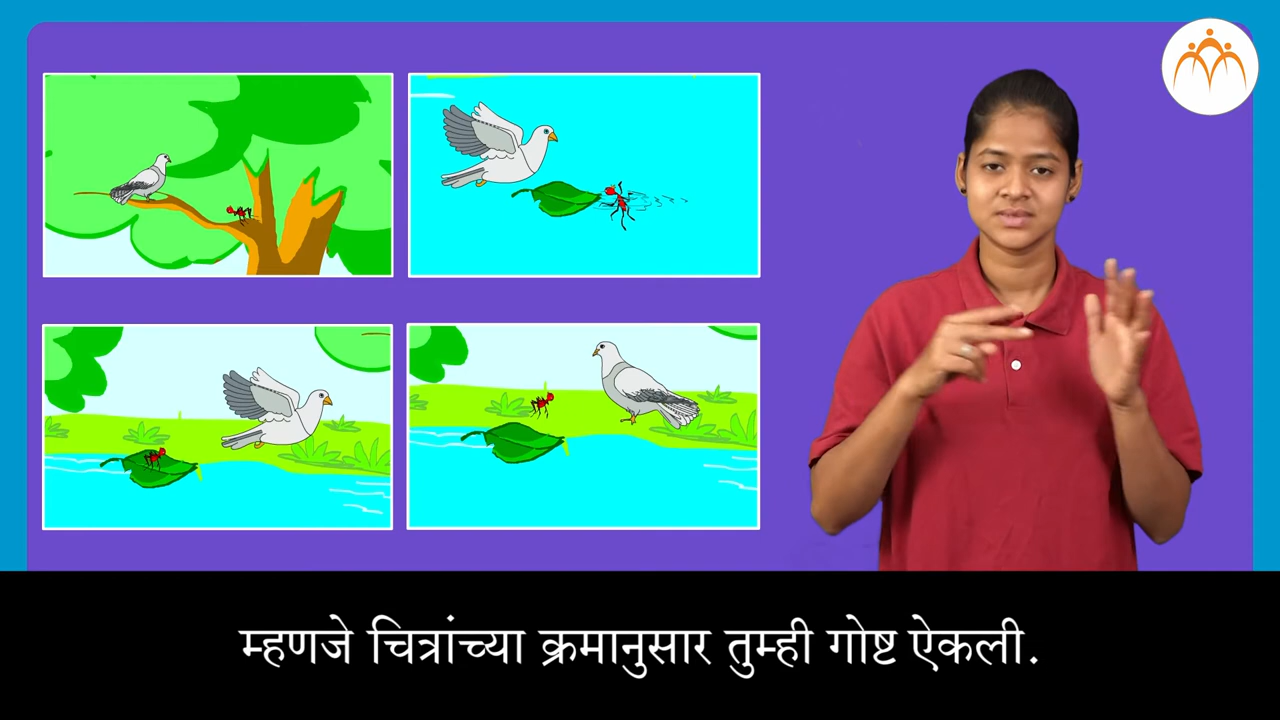 म्हणजे चित्रांच्या क्रमानुसार तुम्ही गोष्ट ऐकली.